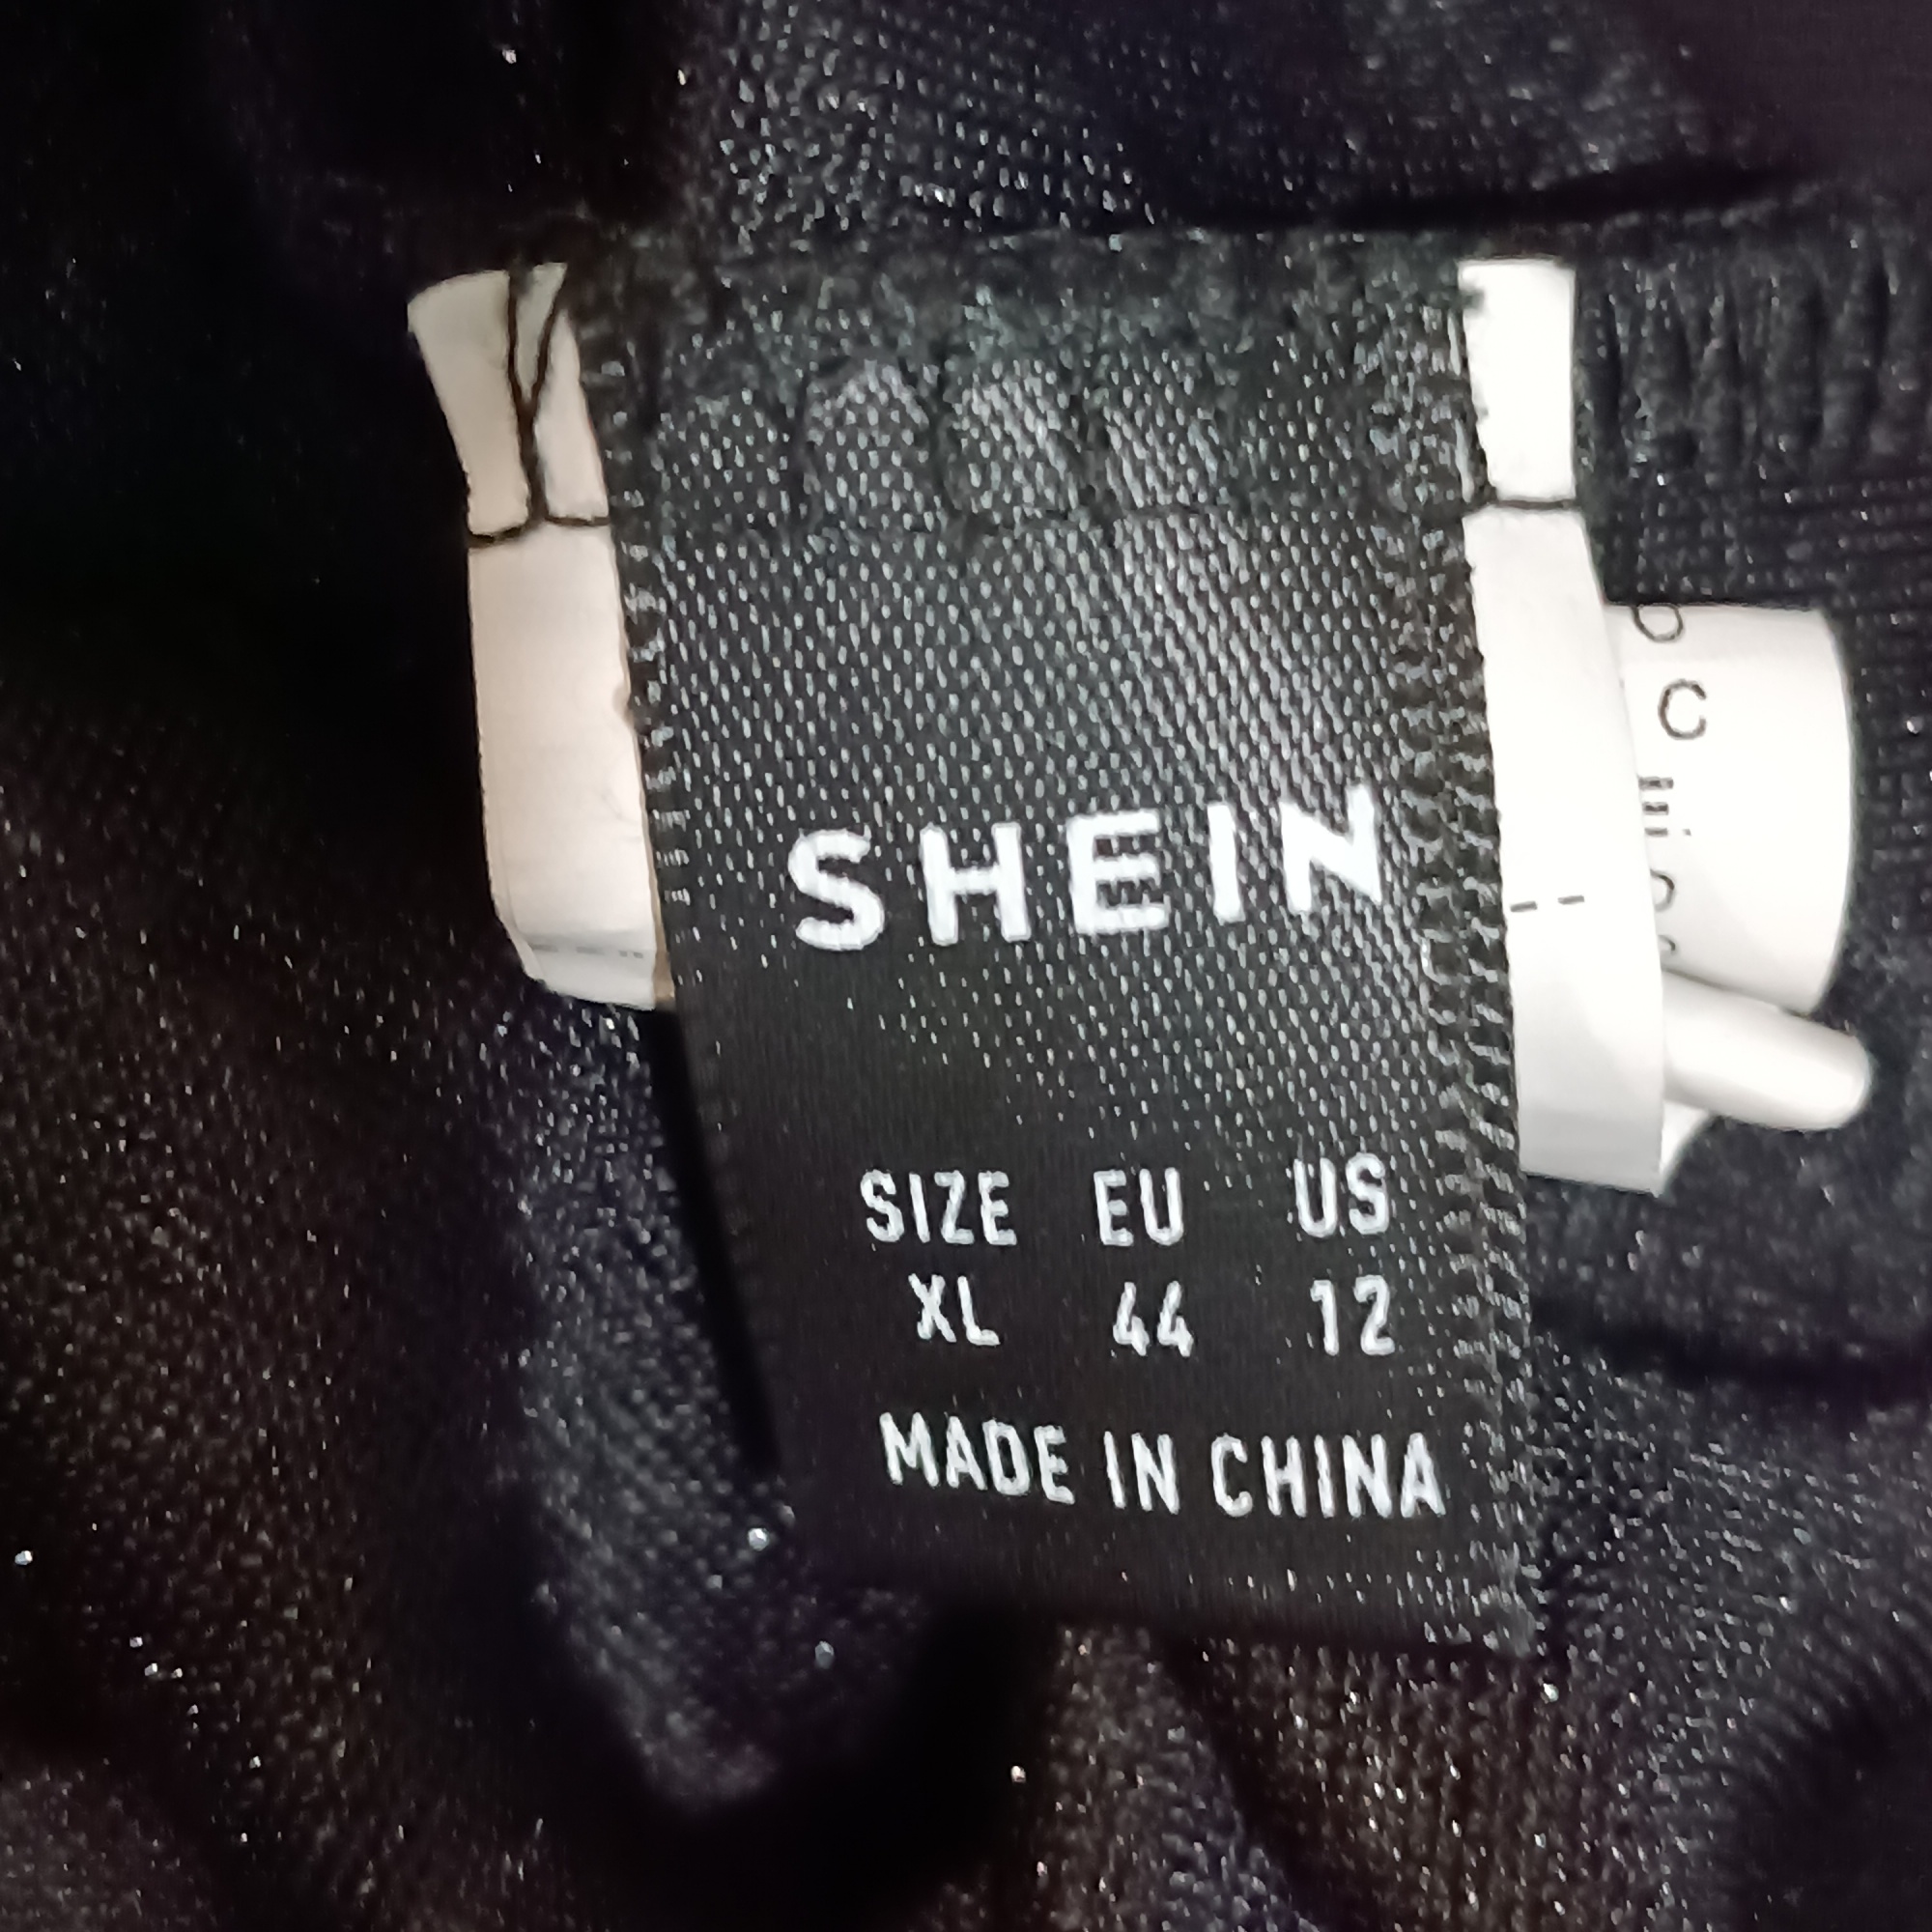 SHEIN
SIZE EU US
XL 44 12
MADE IN CHINA